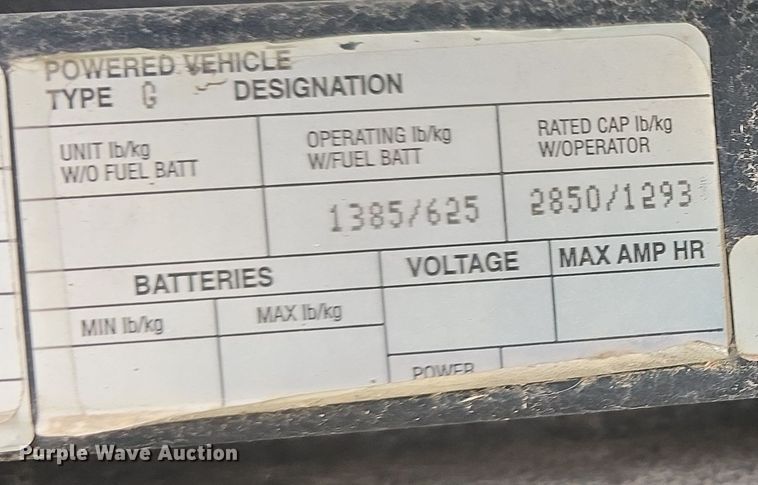 POWERED VEHICLE
TYPE G DESIGNATION
UNIT lb/kg
W/O FUEL BATT
OPERATING lb/kg
W/FUEL BATT
RATED CAP lb/kg
W/OPERATOR
1385/625
2850/1293
BATTERIES
VOLTAGE
MAX AMP HR
MIN lb/kg
MAX lb/kg
POWER
Purple Wave Auction